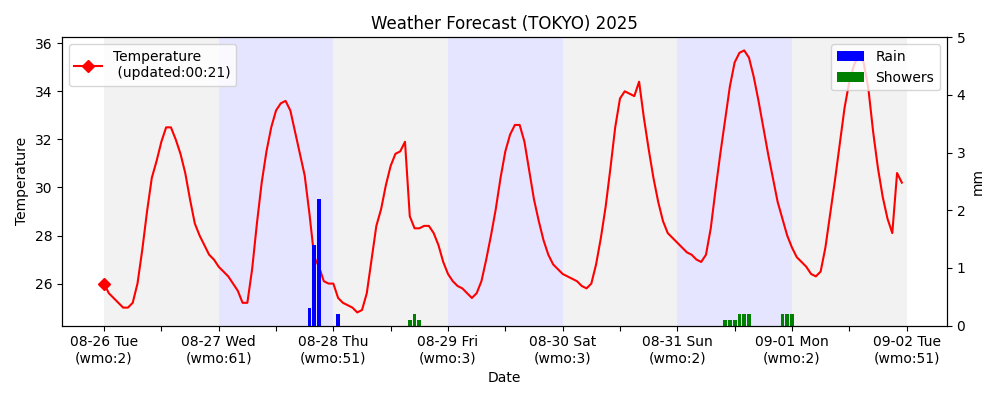 Weather Forecast (TOKYO) 2025
Temperature
(updated:00:21)
Rain
Showers
36
34
32
30
28
26
Temperature
5
4
3
2
1
0
mm
08-26 Tue
(wmo:2)
08-27 Wed
(wmo:61)
08-28 Thu
(wmo:51)
08-29 Fri
(wmo:3)
08-30 Sat
(wmo:3)
08-31 Sun
(wmo:2)
09-01 Mon
(wmo:2)
09-02 Tue
(wmo:51)
Date